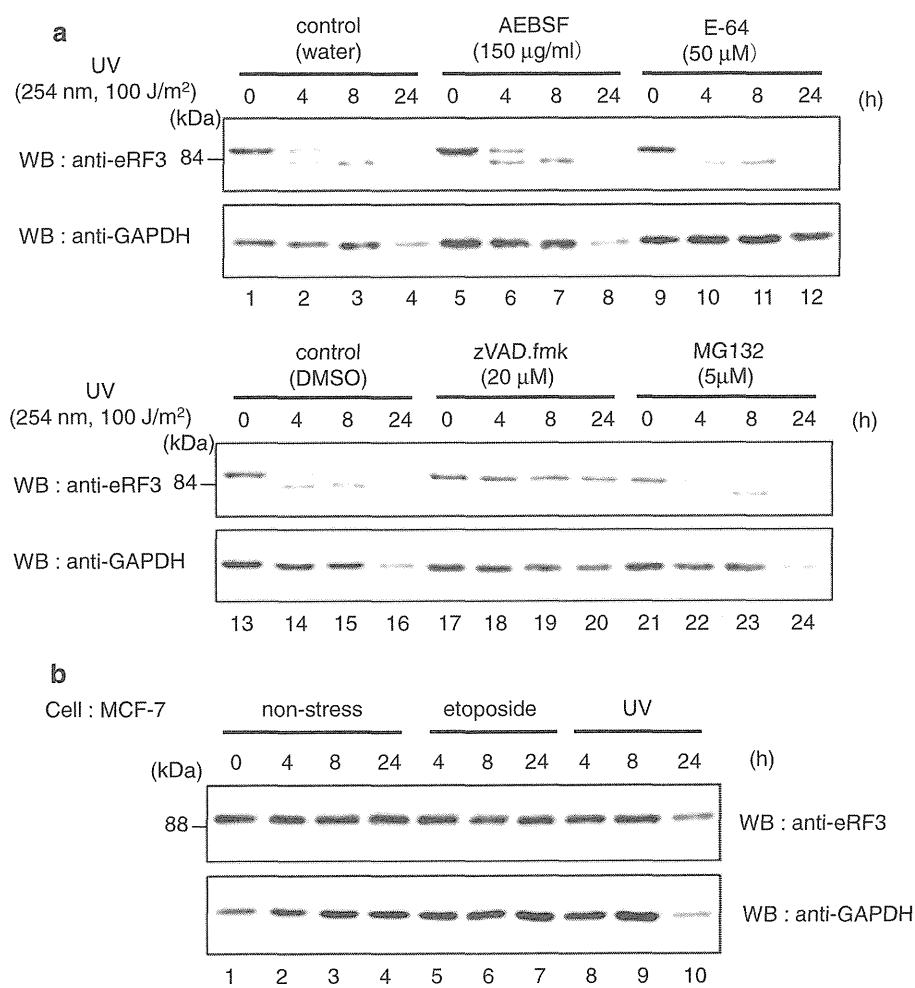 a
control AEBSF E-64
(water) (150 μg/ml) (50 μM)
UV
(254 nm, 100 J/m²) 0 4 8 24 0 4 8 24 0 4 8 24 (h)
(kDa)
WB : anti-eRF3 84
WB : anti-GAPDH
1 2 3 4 5 6 7 8 9 10 11 12
control zVAD.fmk MG132
(DMSO) (20 μM) (5μM)
UV
(254 nm, 100 J/m²) 0 4 8 24 0 4 8 24 0 4 8 24 (h)
(kDa)
WB : anti-eRF3 84
WB : anti-GAPDH
13 14 15 16 17 18 19 20 21 22 23 24
b
Cell : MCF-7 non-stress etoposide UV
(kDa) 0 4 8 24 4 8 24 4 8 24 (h)
88 WB : anti-eRF3
WB : anti-GAPDH
1 2 3 4 5 6 7 8 9 10